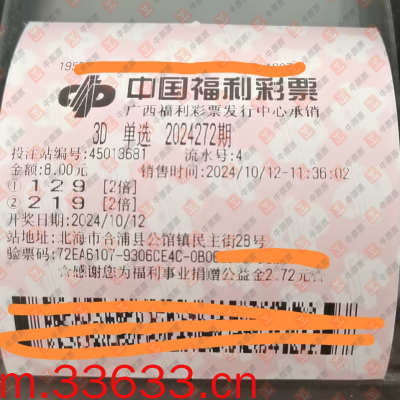 中国福利彩票
广西福利彩票发行中心承销
3D 单选 2024272期
投注站编号:45013681 流水号:4
金额:8.00元 销售时间:2024/10/12-11:36:02
① 1 2 9 [2倍]
② 2 1 9 [2倍]
开奖日期:2024/10/12
站地址:北海市合浦县公馆镇民主街28号
验票码:72EA6107-9306CE4C-0B0
感谢您为福利事业捐赠公益金2.72元
m.33633.cn